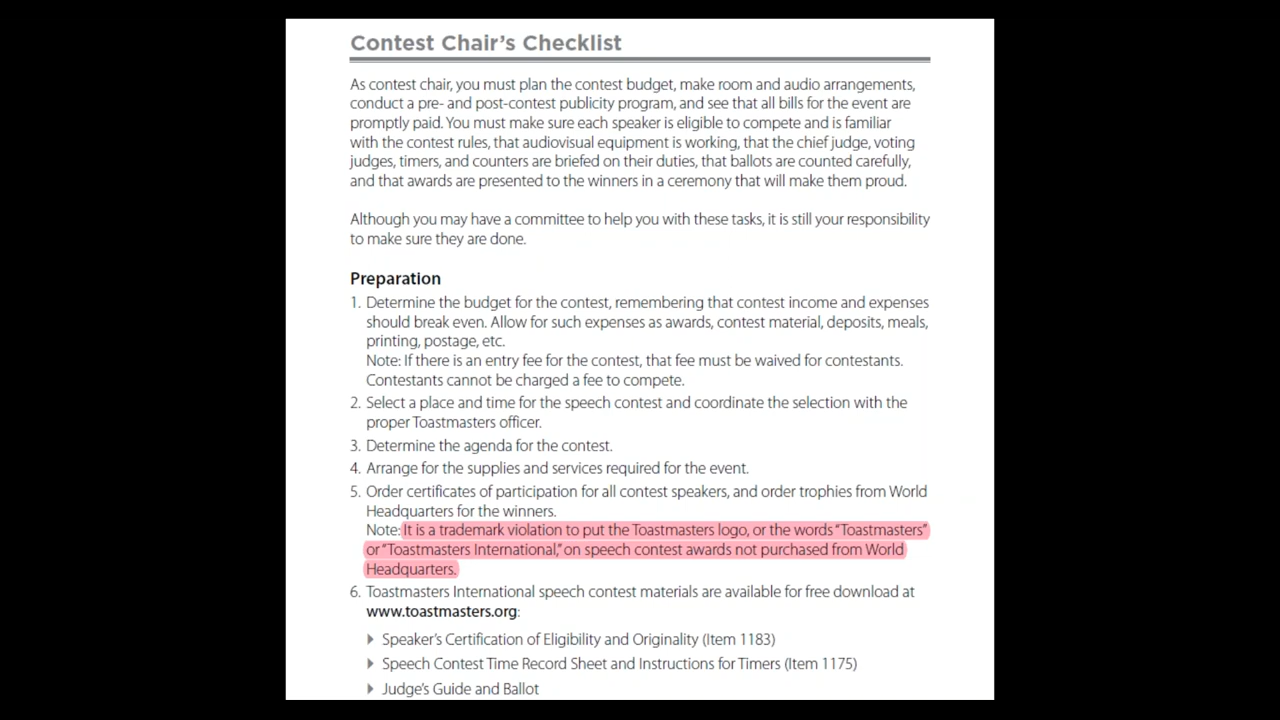 Contest Chair's Checklist
As contest chair, you must plan the contest budget, make room and audio arrangements,
conduct a pre- and post-contest publicity program, and see that all bills for the event are
promptly paid. You must make sure each speaker is eligible to compete and is familiar
with the contest rules, that audiovisual equipment is working, that the chief judge, voting
judges, timers, and counters are briefed on their duties, that ballots are counted carefully,
and that awards are presented to the winners in a ceremony that will make them proud.
Although you may have a committee to help you with these tasks, it is still your responsibility
to make sure they are done.
Preparation
1. Determine the budget for the contest, remembering that contest income and expenses
should break even. Allow for such expenses as awards, contest material, deposits, meals,
printing, postage, etc.
Note: If there is an entry fee for the contest, that fee must be waived for contestants.
Contestants cannot be charged a fee to compete.
2. Select a place and time for the speech contest and coordinate the selection with the
proper Toastmasters officer.
3. Determine the agenda for the contest.
4. Arrange for the supplies and services required for the event.
5. Order certificates of participation for all contest speakers, and order trophies from World
Headquarters for the winners.
Note: It is a trademark violation to put the Toastmasters logo, or the words “Toastmasters”
or “Toastmasters International,” on speech contest awards not purchased from World
Headquarters.
6. Toastmasters International speech contest materials are available for free download at
www.toastmasters.org:
▶ Speaker's Certification of Eligibility and Originality (Item 1183)
▶ Speech Contest Time Record Sheet and Instructions for Timers (Item 1175)
▶ Judge's Guide and Ballot